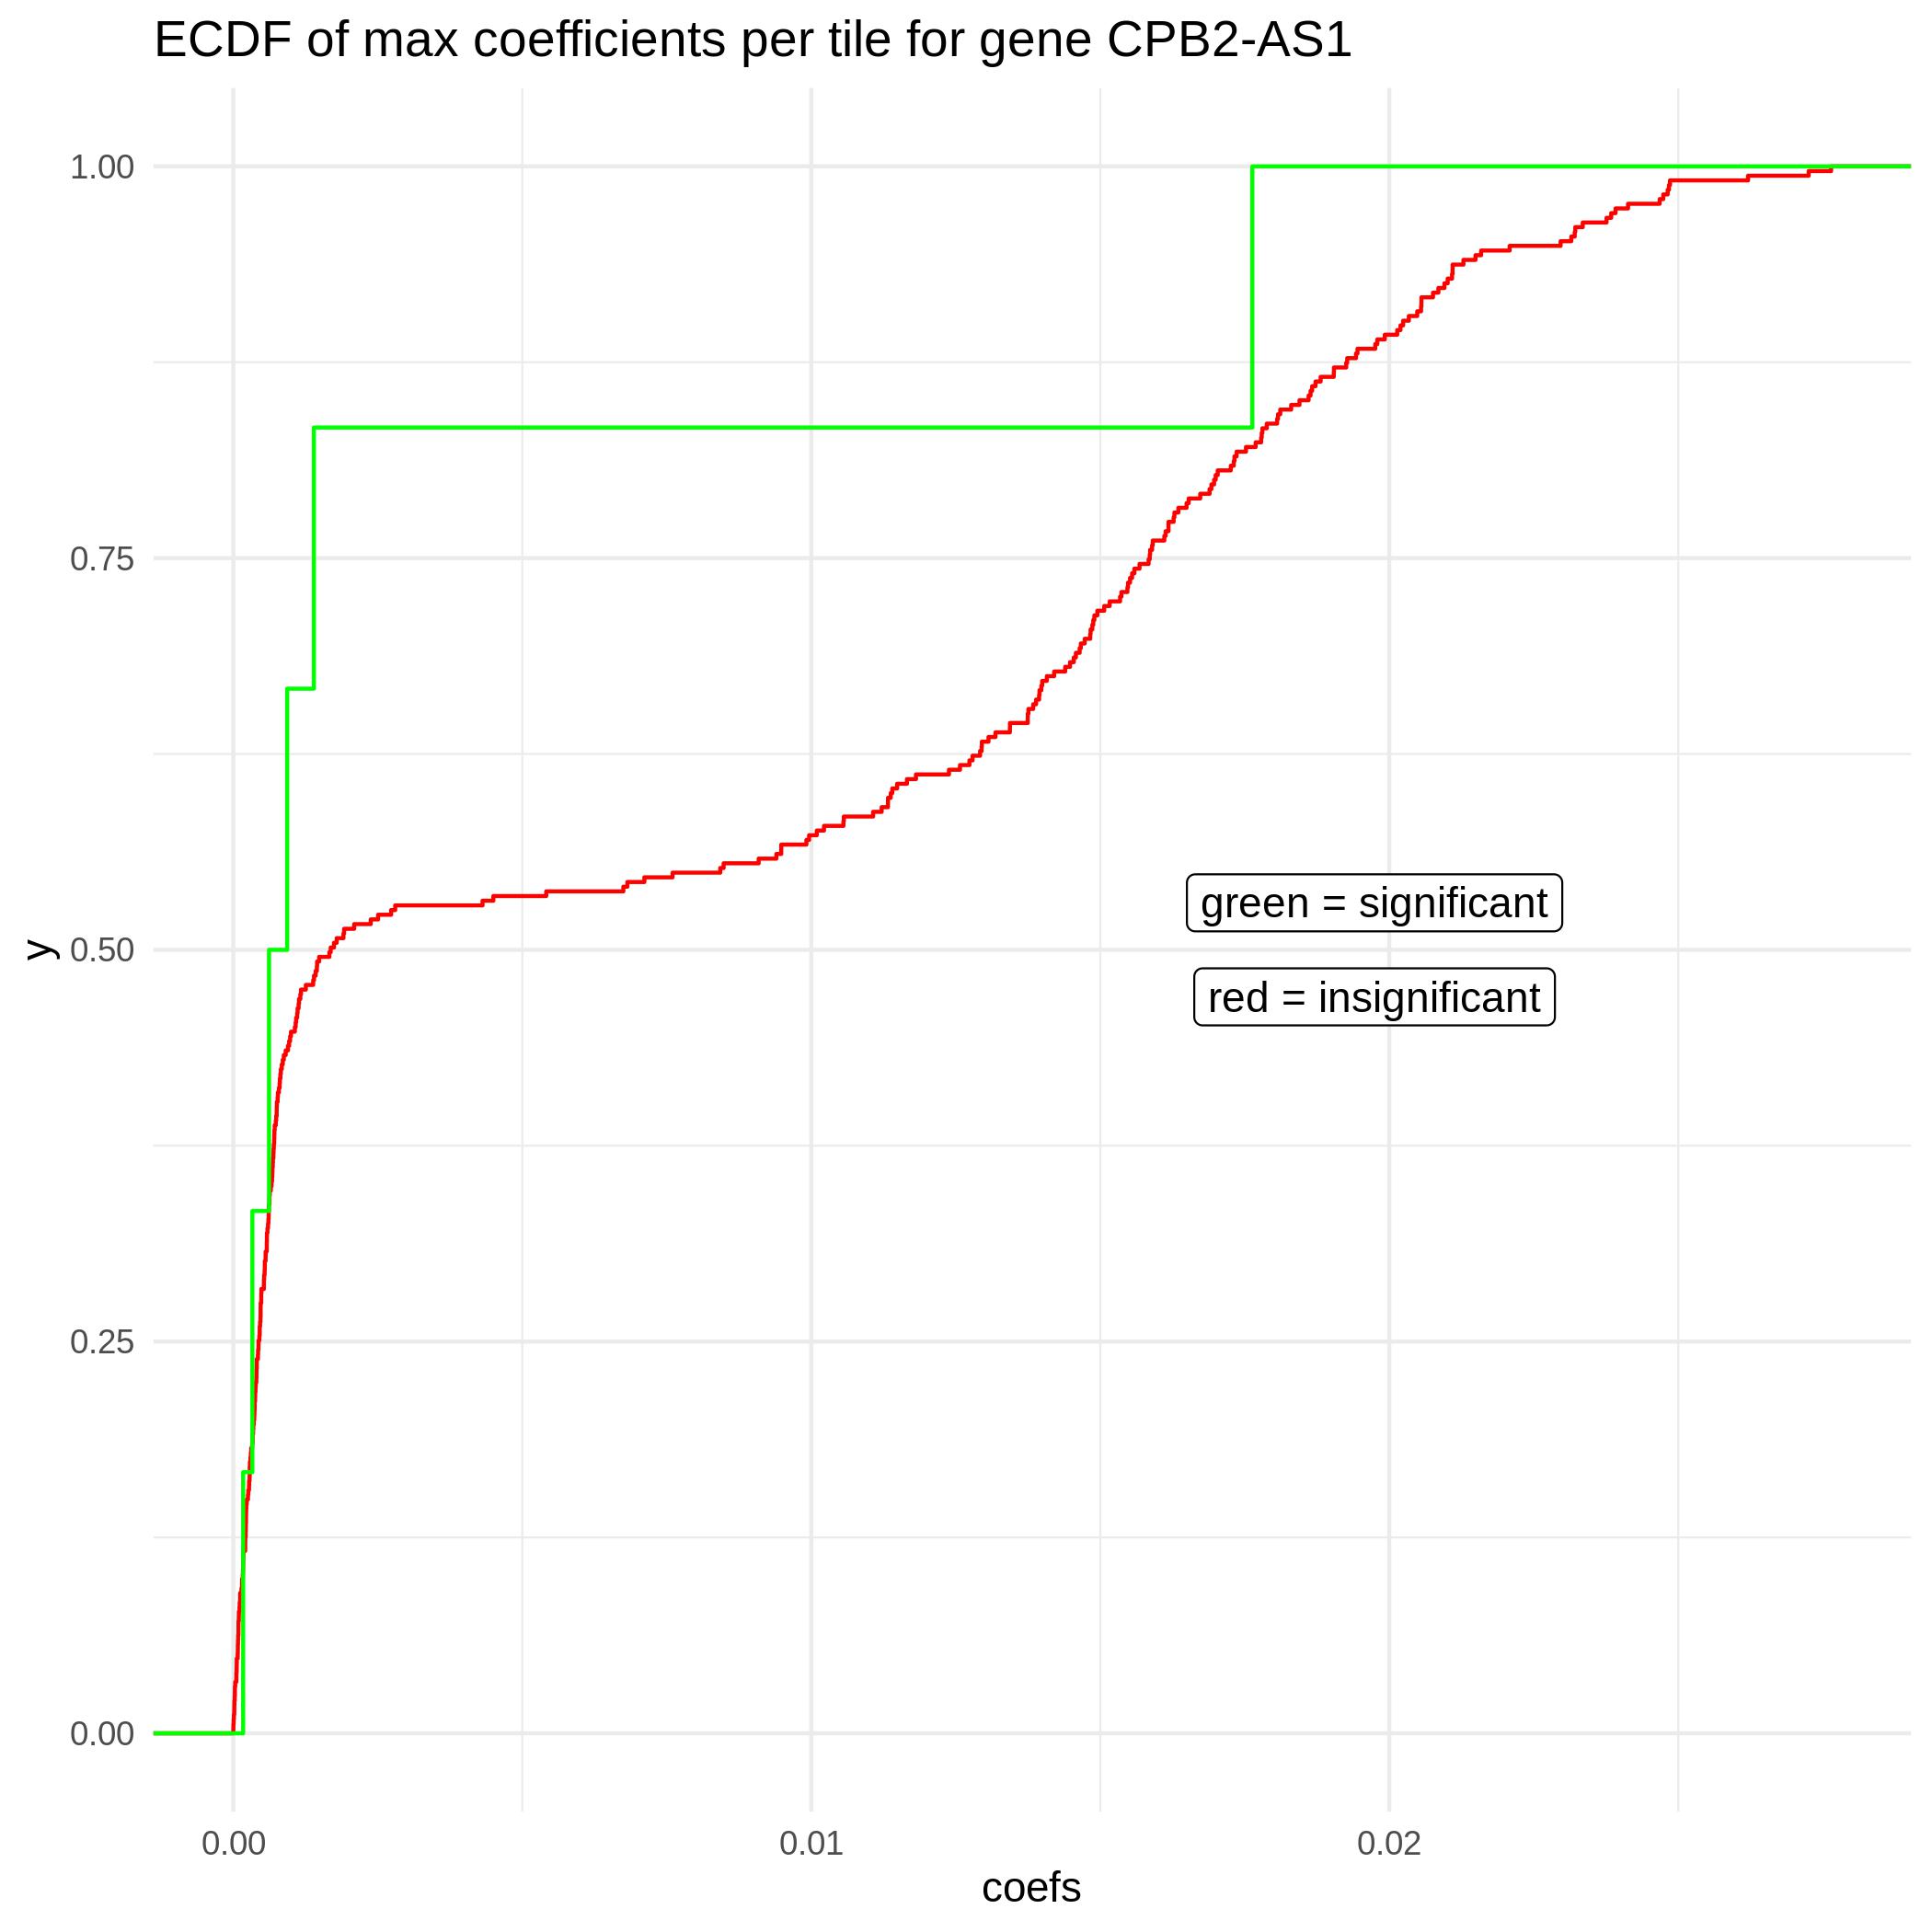 ECDF of max coefficients per tile for gene CPB2-AS1
1.00
0.75
0.50
0.25
0.00
y
green = significant
red = insignificant
0.00
0.01
0.02
coefs